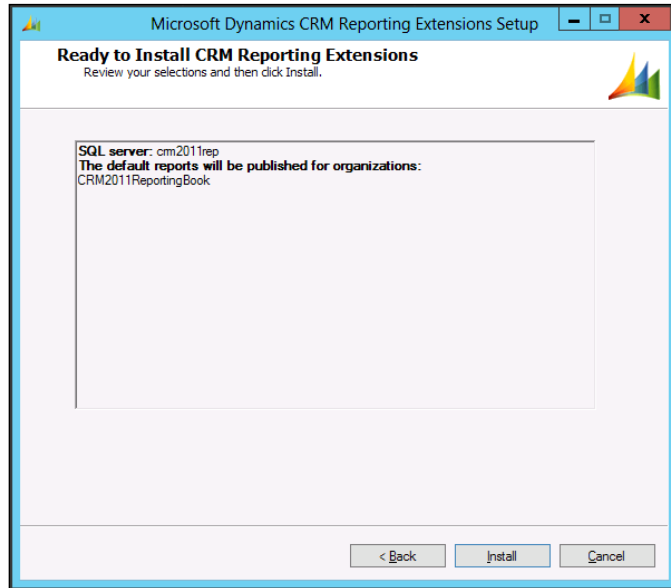 Microsoft Dynamics CRM Reporting Extensions Setup
Ready to Install CRM Reporting Extensions
Review your selections and then click Install.
SQL server: crm2011rep
The default reports will be published for organizations:
CRM2011ReportingBook
< Back Install Cancel